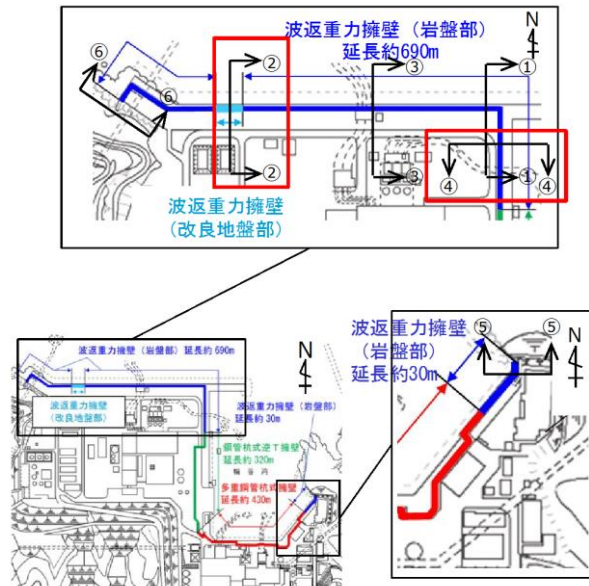 波返重力擁壁（岩盤部）
延長約690m
N
⑥
⑥
②
③
①
②
③
①
④
④
波返重力擁壁
（改良地盤部）
波返重力擁壁（岩盤部）延長約690m
N
波返重力擁壁
（改良地盤部）
波返重力擁壁（岩盤部）
延長約30m
鋼管杭式逆T擁壁
延長約320m
輪谷湾
多重鋼管杭式擁壁
延長約430m
波返重力擁壁
（岩盤部）
延長約30m
⑤
⑤
N